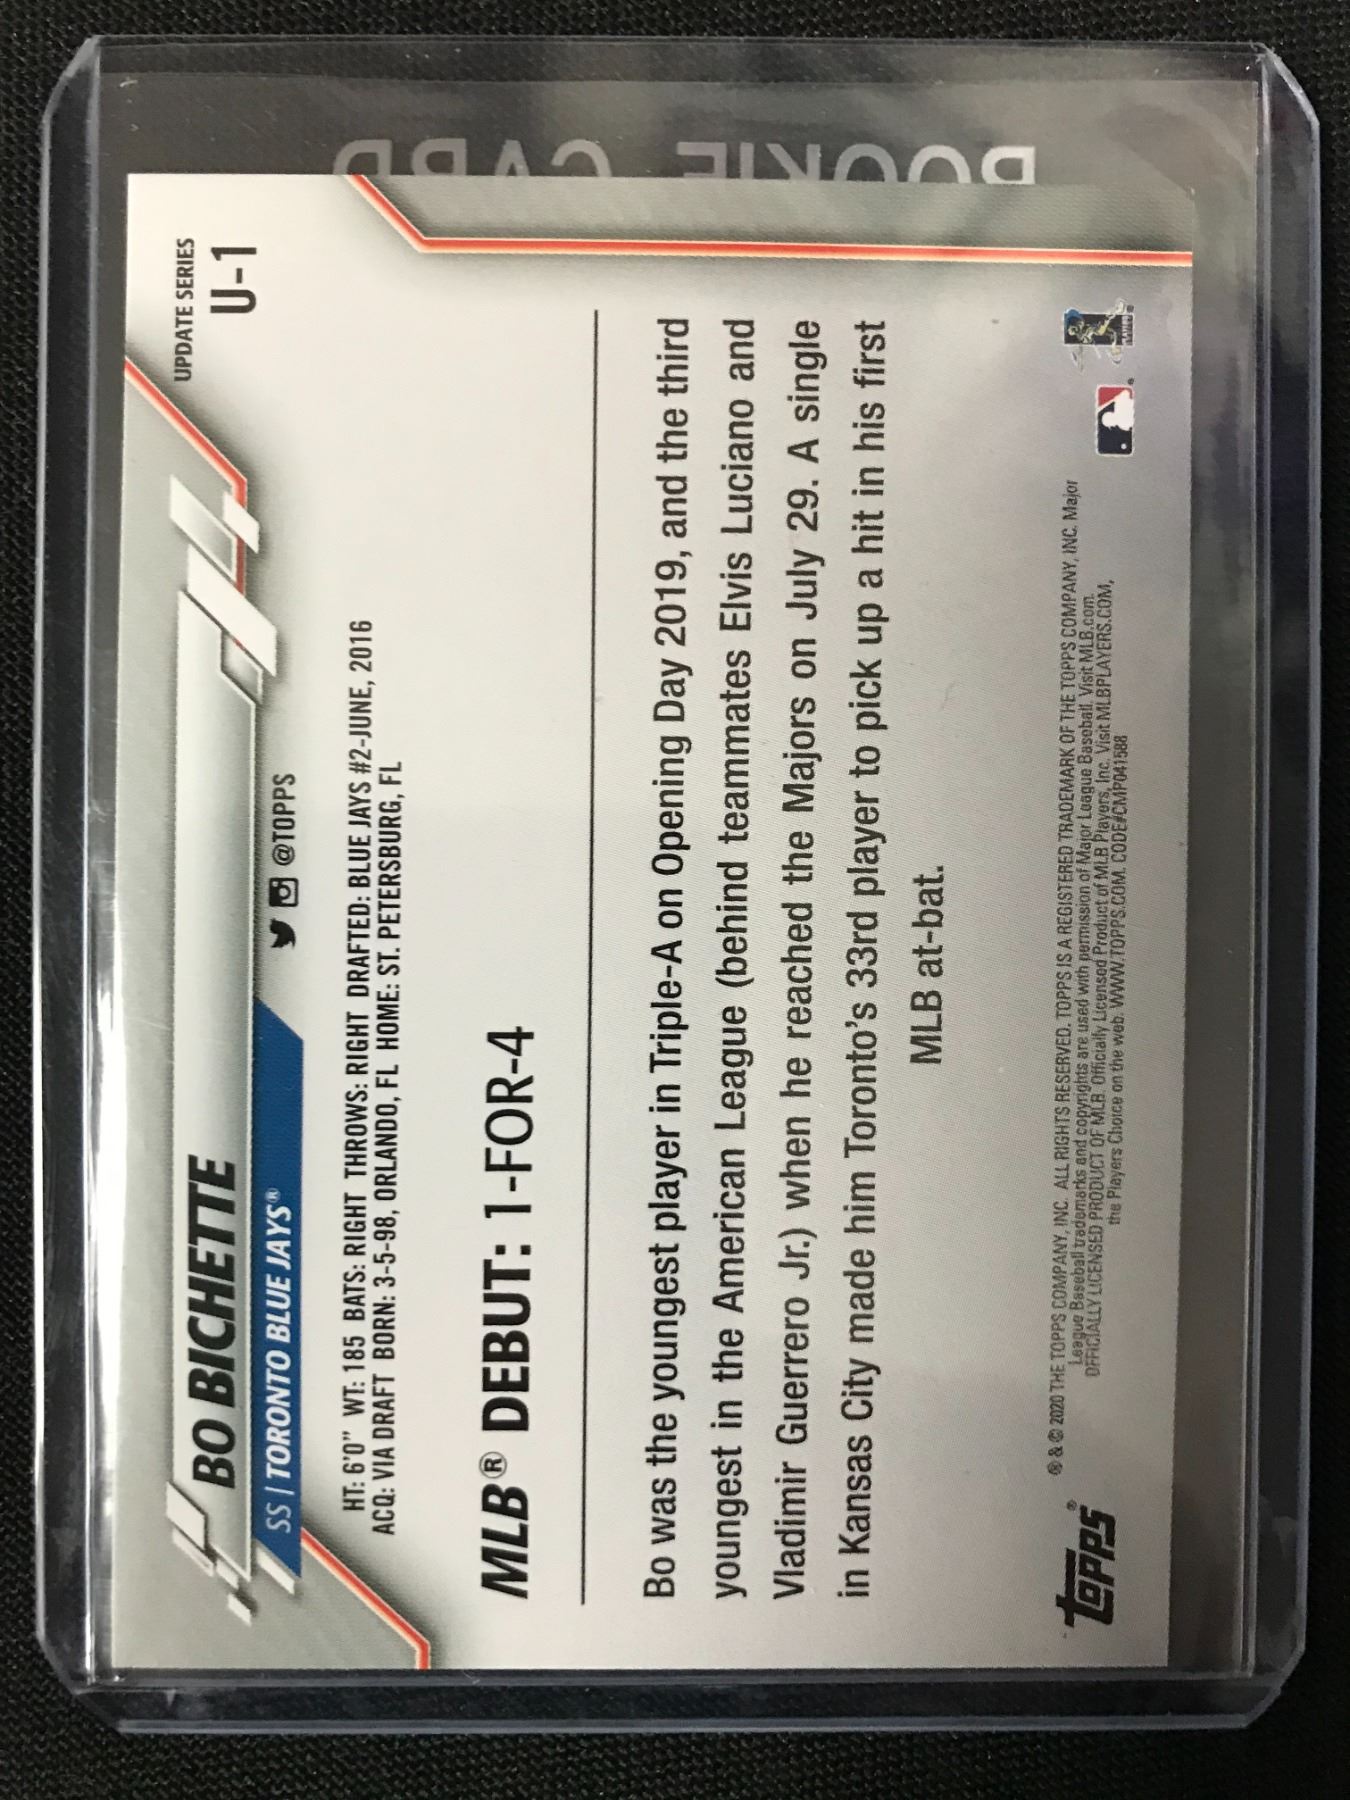 ROOKIE CARD
UPDATE SERIES
U-1
BO BICHETTE
SS | TORONTO BLUE JAYS®
@TOPPS
HT: 6'0" WT: 185 BATS: RIGHT THROWS: RIGHT DRAFTED: BLUE JAYS #2-JUNE, 2016
ACQ: VIA DRAFT BORN: 3-5-98, ORLANDO, FL HOME: ST. PETERSBURG, FL
MLB® DEBUT: 1-FOR-4
Bo was the youngest player in Triple-A on Opening Day 2019, and the third
youngest in the American League (behind teammates Elvis Luciano and
Vladimir Guerrero Jr.) when he reached the Majors on July 29. A single
in Kansas City made him Toronto's 33rd player to pick up a hit in his first
MLB at-bat.
topps®
® & © 2020 THE TOPPS COMPANY, INC. ALL RIGHTS RESERVED. TOPPS IS A REGISTERED TRADEMARK OF THE TOPPS COMPANY, INC. Major
League Baseball trademarks and copyrights are used with permission of Major League Baseball. Visit MLB.com.
OFFICIALLY LICENSED PRODUCT OF MLB. Officially Licensed Product of MLB Players, Inc. Visit MLBPLAYERS.COM,
the Players Choice on the web. WWW.TOPPS.COM. CODE#CMP041588